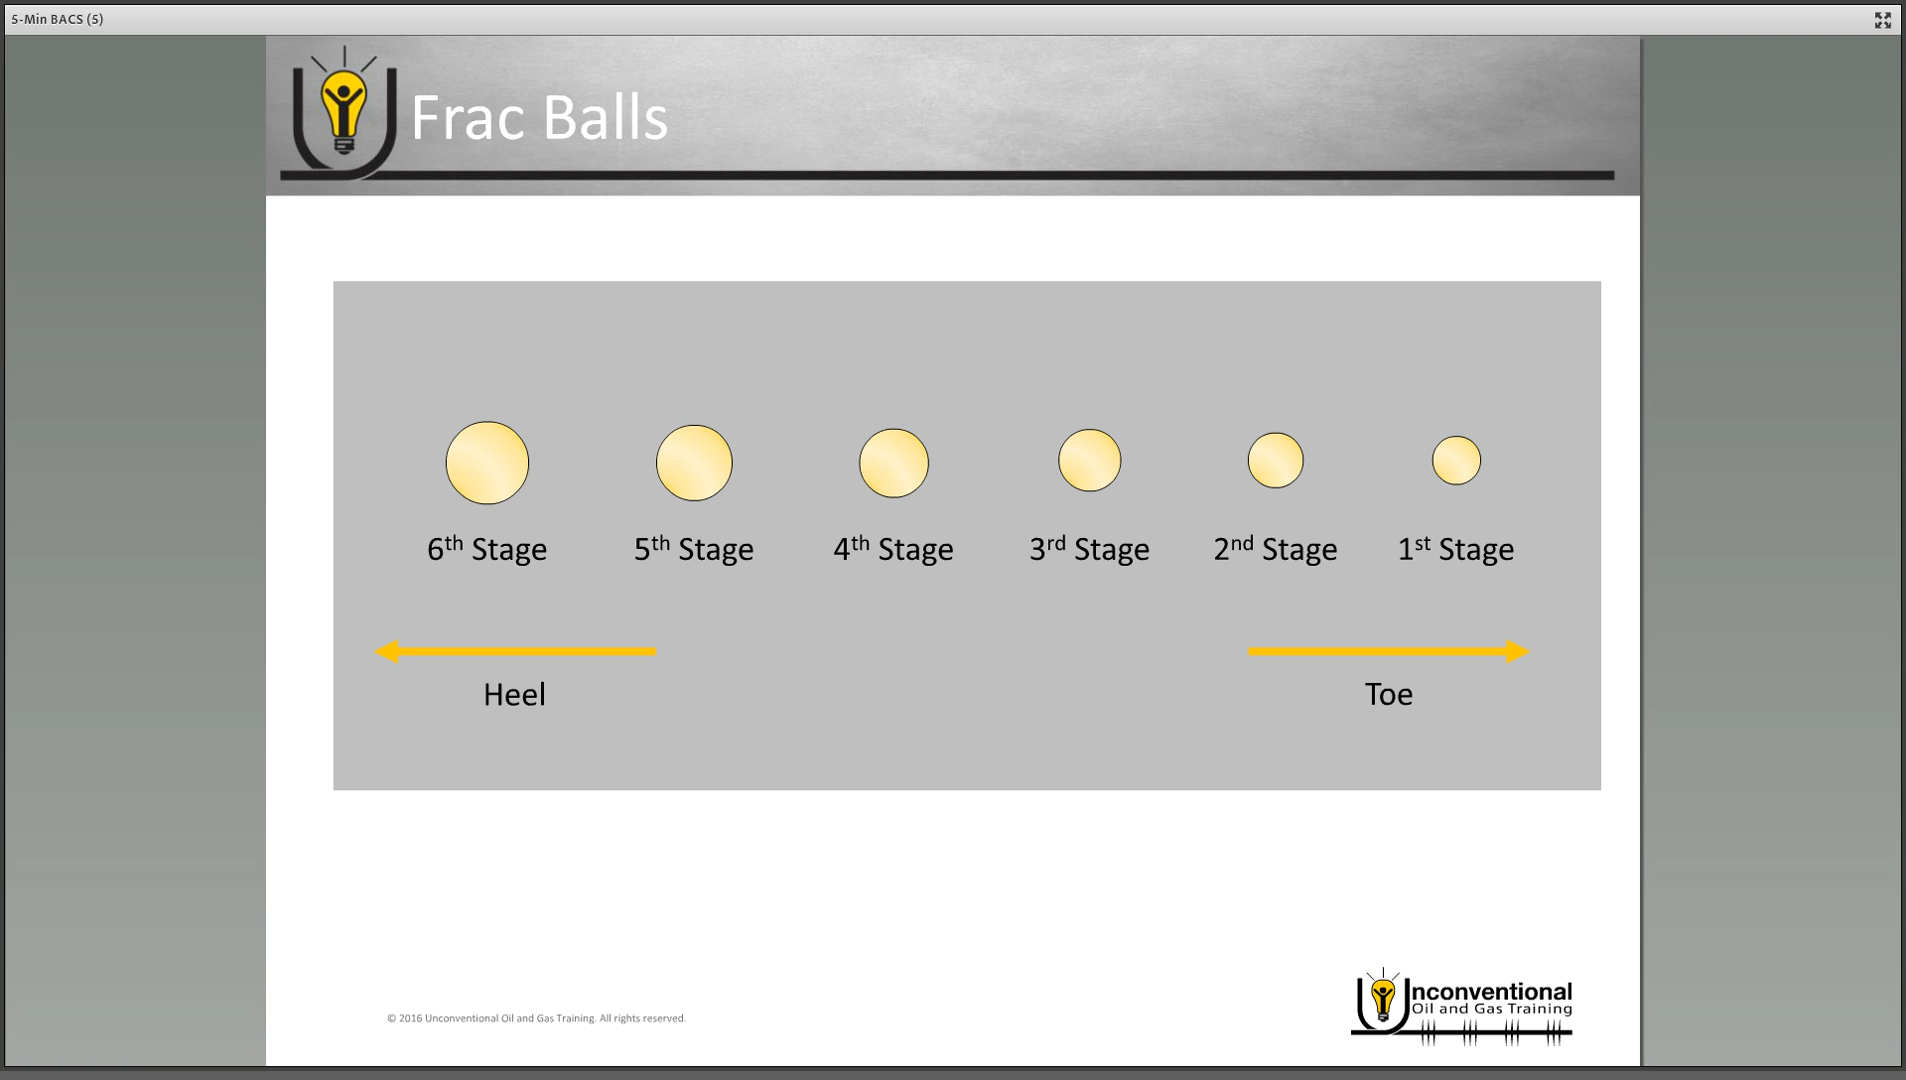 5-Min BACS (5)
Frac Balls
6th Stage
5th Stage
4th Stage
3rd Stage
2nd Stage
1st Stage
Heel
Toe
© 2016 Unconventional Oil and Gas Training. All rights reserved.
Unconventional
Oil and Gas Training